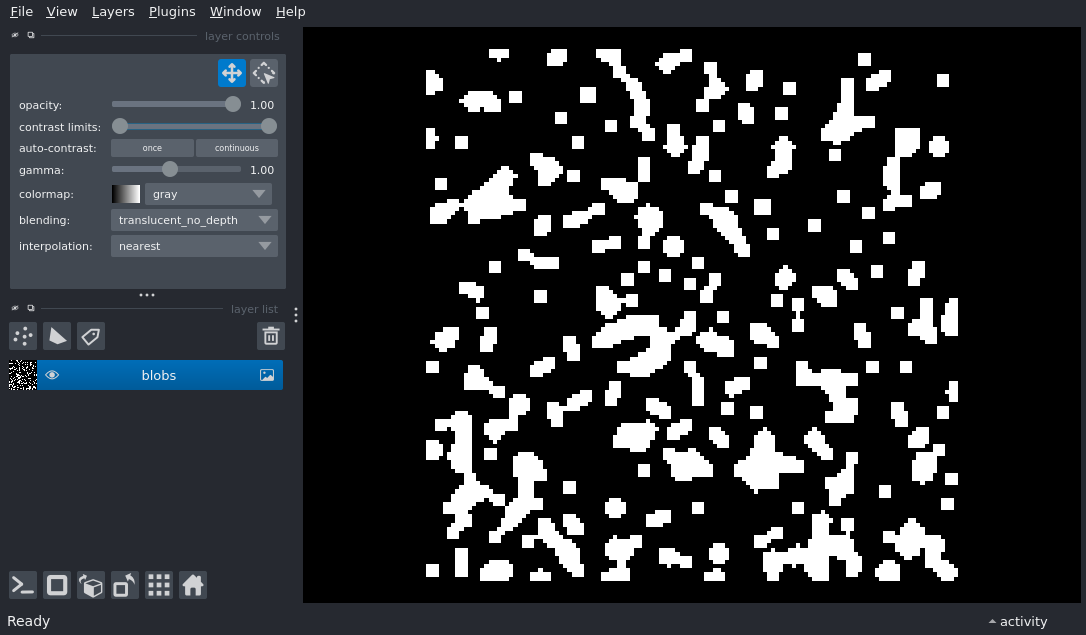 File View Layers Plugins Window Help
layer controls
opacity: 1.00
contrast limits:
auto-contrast: once continuous
gamma: 1.00
colormap: gray
blending: translucent_no_depth
interpolation: nearest
layer list
blobs
Ready
activity